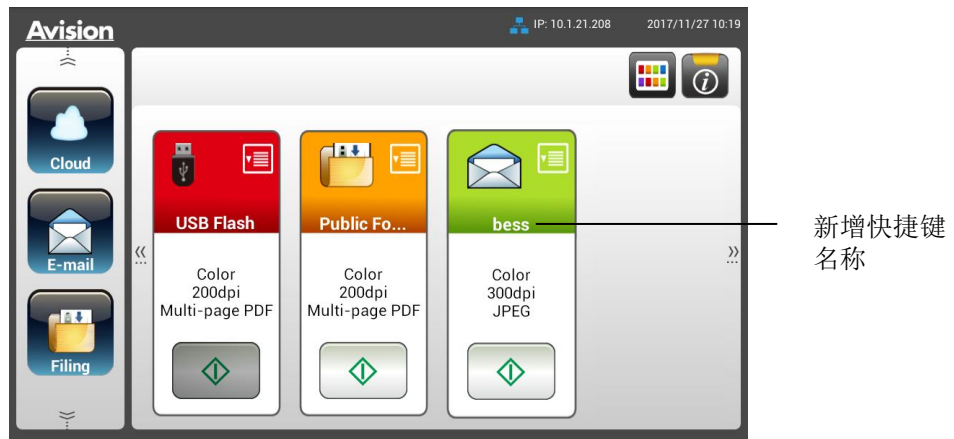 Avision
IP: 10.1.21.208
2017/11/27 10:19
Cloud
E-mail
Filing
USB Flash
Color
200dpi
Multi-page PDF
Public Fo...
Color
200dpi
Multi-page PDF
bess
Color
300dpi
JPEG
新增快捷键
名称